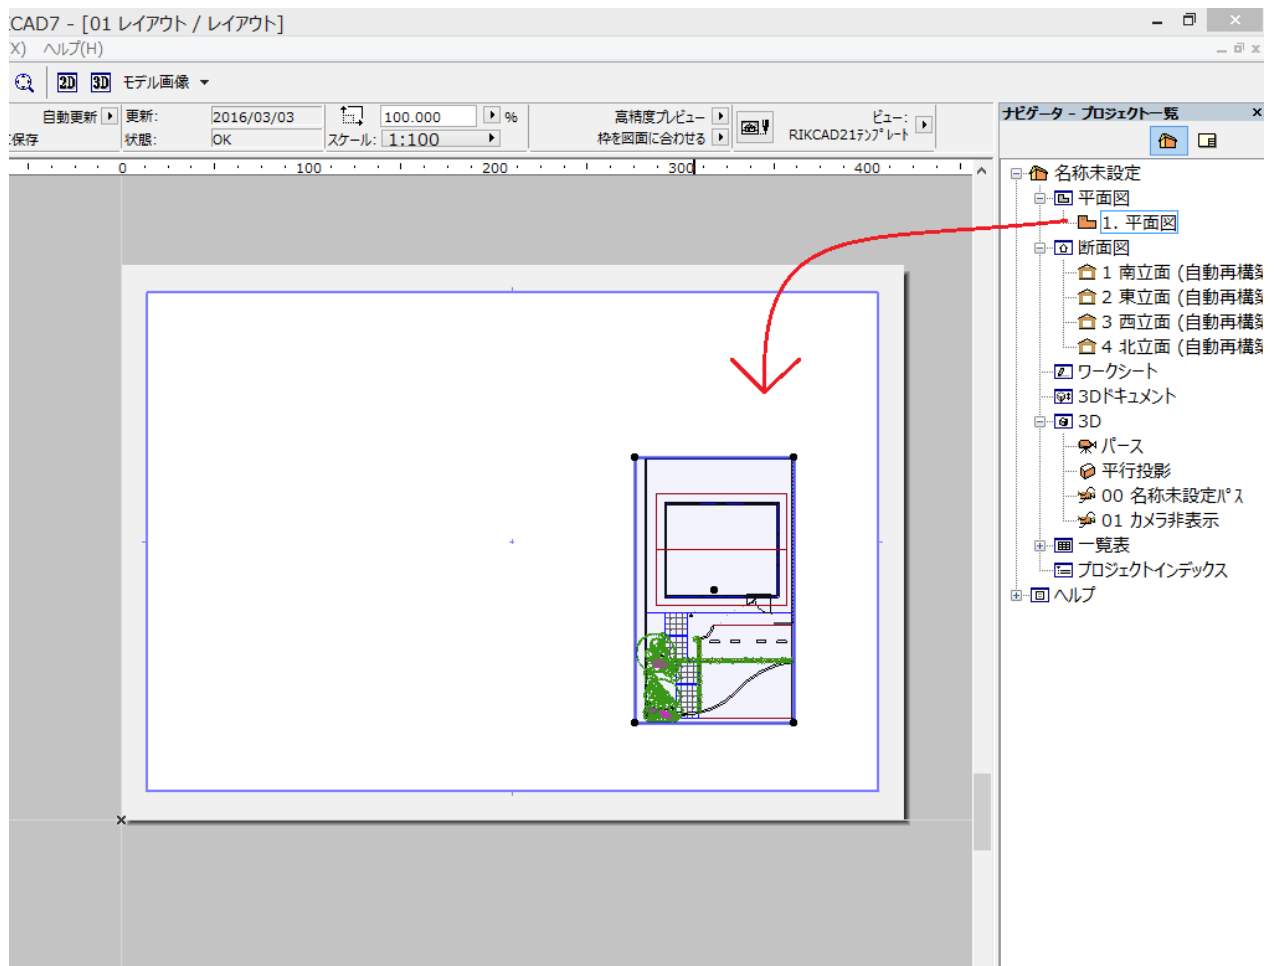 CAD7 - [01 レイアウト / レイアウト]
X) ヘルプ(H)
2D 3D モデル画像
自動更新 更新: 2016/03/03 100.000 % 高精度プレビュー ビュー:
保存 状態: OK スケール: 1:100 枠を図面に合わせる RIKCAD21テンプレート
0 100 200 300 400
ナビゲータ - プロジェクト一覧
名称未設定
平面図
1. 平面図
断面図
1 南立面 (自動再構築
2 東立面 (自動再構築
3 西立面 (自動再構築
4 北立面 (自動再構築
ワークシート
3Dドキュメント
3D
パース
平行投影
00 名称未設定パス
01 カメラ非表示
一覧表
プロジェクトインデックス
ヘルプ